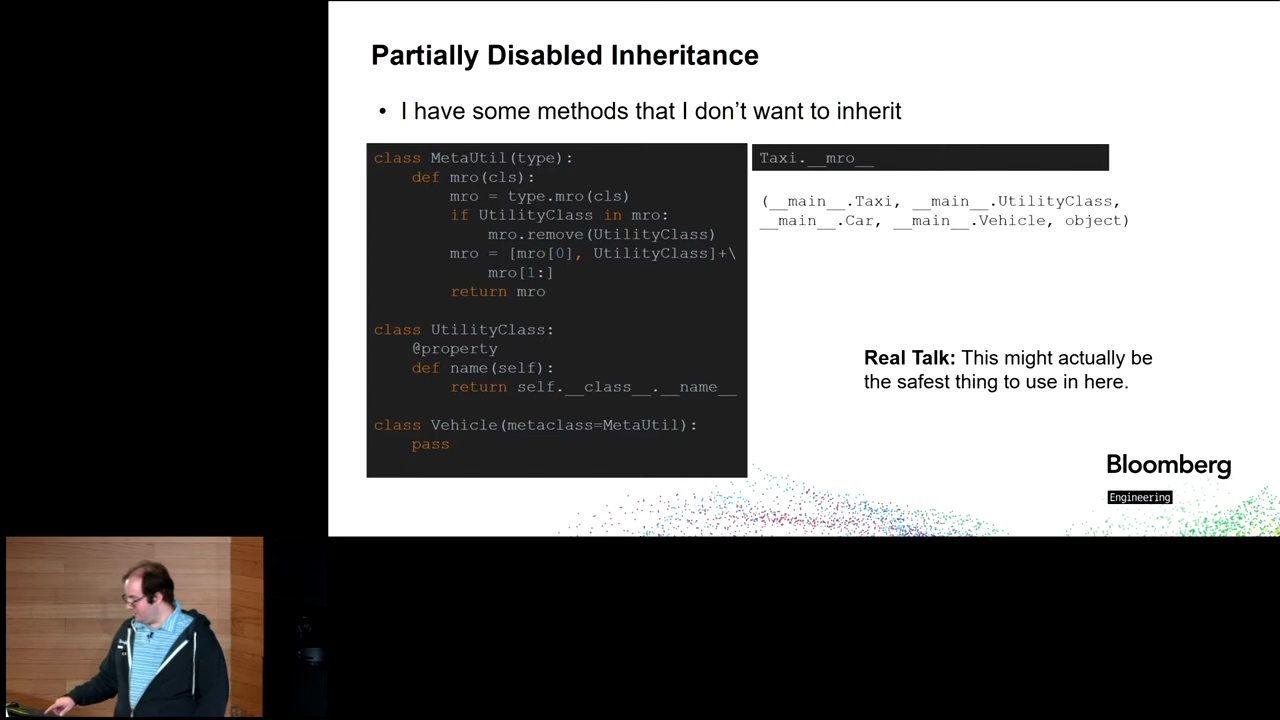 Partially Disabled Inheritance
• I have some methods that I don't want to inherit
class MetaUtil(type):
    def mro(cls):
        mro = type.mro(cls)
        if UtilityClass in mro:
            mro.remove(UtilityClass)
        mro = [mro[0], UtilityClass]+\
            mro[1:]
        return mro
class UtilityClass:
    @property
    def name(self):
        return self.__class__.__name__
class Vehicle(metaclass=MetaUtil):
    pass
Taxi.__mro__
(__main__.Taxi, __main__.UtilityClass,
__main__.Car, __main__.Vehicle, object)
Real Talk: This might actually be
the safest thing to use in here.
Bloomberg
Engineering